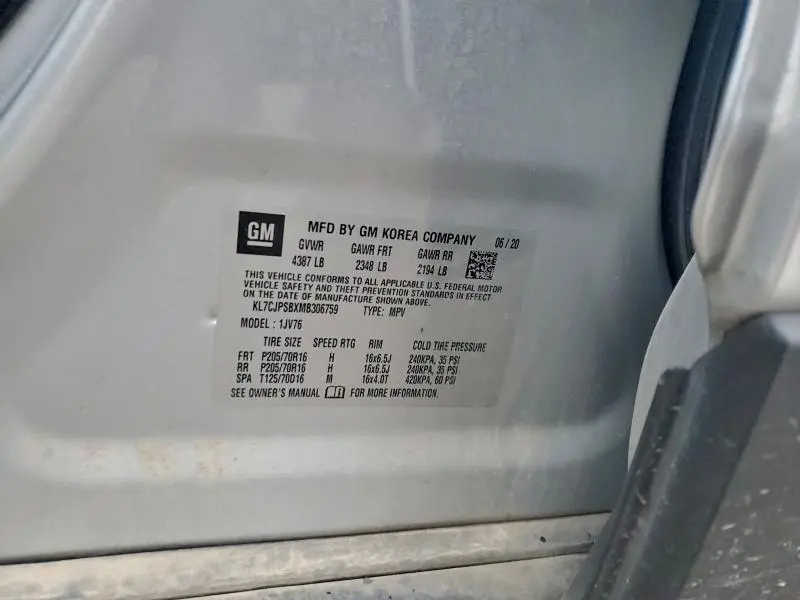 GM
MFD BY GM KOREA COMPANY 06/20
GVWR GAWR FRT GAWR RR
4387 LB 2348 LB 2194 LB
THIS VEHICLE CONFORMS TO ALL APPLICABLE U.S. FEDERAL MOTOR
VEHICLE SAFETY AND THEFT PREVENTION STANDARDS IN EFFECT
ON THE DATE OF MANUFACTURE SHOWN ABOVE.
KL7CJPSBXMB306759 TYPE: MPV
MODEL : 1JV76
TIRE SIZE SPEED RTG RIM COLD TIRE PRESSURE
FRT P205/70R16 H 16x6.5J 240KPA, 35 PSI
RR P205/70R16 H 16x6.5J 240KPA, 35 PSI
SPA T125/70D16 M 16x4.0T 420KPA, 60 PSI
SEE OWNER'S MANUAL i FOR MORE INFORMATION.